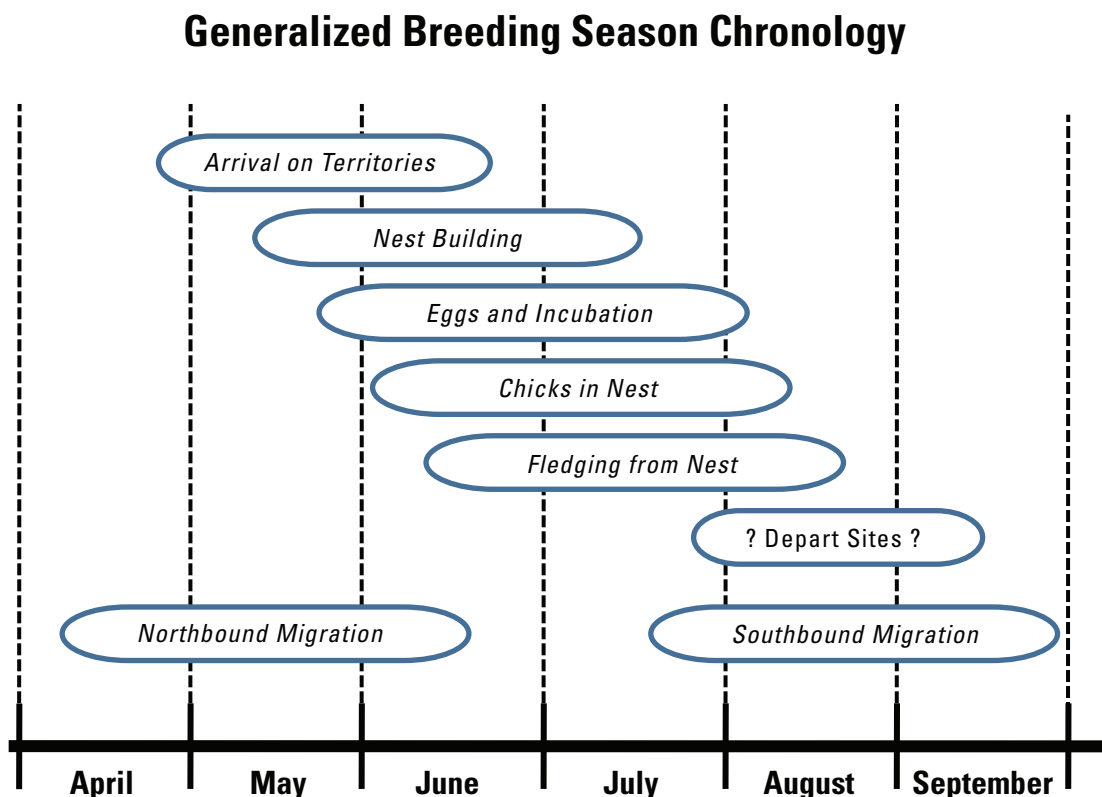 Generalized Breeding Season Chronology
Arrival on Territories
Nest Building
Eggs and Incubation
Chicks in Nest
Fledging from Nest
? Depart Sites ?
Northbound Migration
Southbound Migration
April
May
June
July
August
September